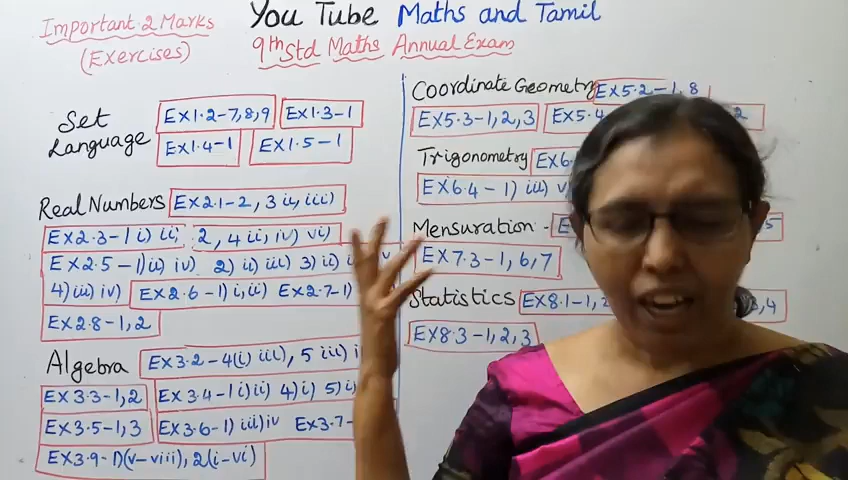 Important 2 Marks
(Exercises)
You Tube Maths and Tamil
9th Std Maths Annual Exam
Set Language
EX1.2-7,8,9 EX1.3-1
EX1.4-1 EX1.5-1
Real Numbers EX2.1-2, 3 ii, iii)
EX2.3-1 i) ii) 2, 4 ii, iv) vi)
EX2.5-1)ii) iv) 2) ii) iii) 3) ii)
4) ii) iv) EX2.6-1) i, ii) EX2.7-1)
EX2.8-1,2
Algebra EX3.2-4(i) iii), 5 iii)
EX3.3-1,2 EX3.4-1 i) ii) 4) i) 5) i)
EX3.5-1,3 EX3.6-1) iii) iv EX3.7-
EX3.9-1)(v-viii), 2(i-vi)
Coordinate Geometry EX5.2-1,8
EX5.3-1,2,3 EX5.4 2
Trigonometry EX6.
EX6.4-1) iii)
Mensuration - 5
EX7.3-1,6,7
Statistics EX8.1-1,2 3,4
EX8.3-1,2,3